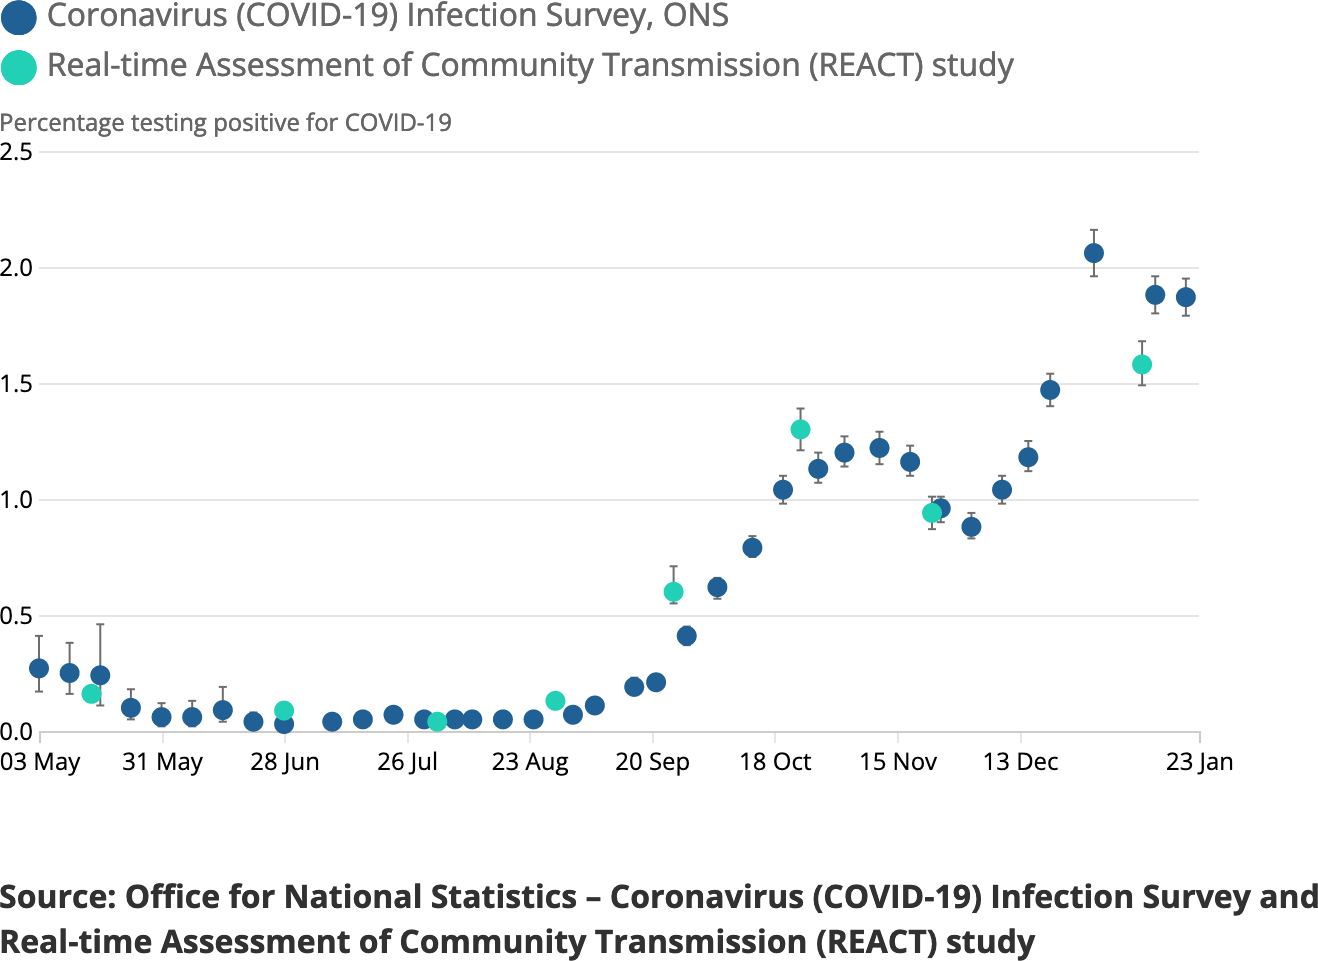 Coronavirus (COVID-19) Infection Survey, ONS
Real-time Assessment of Community Transmission (REACT) study
Percentage testing positive for COVID-19
2.5
2.0
1.5
1.0
0.5
0.0
03 May 31 May 28 Jun 26 Jul 23 Aug 20 Sep 18 Oct 15 Nov 13 Dec 23 Jan
Source: Office for National Statistics – Coronavirus (COVID-19) Infection Survey and
Real-time Assessment of Community Transmission (REACT) study